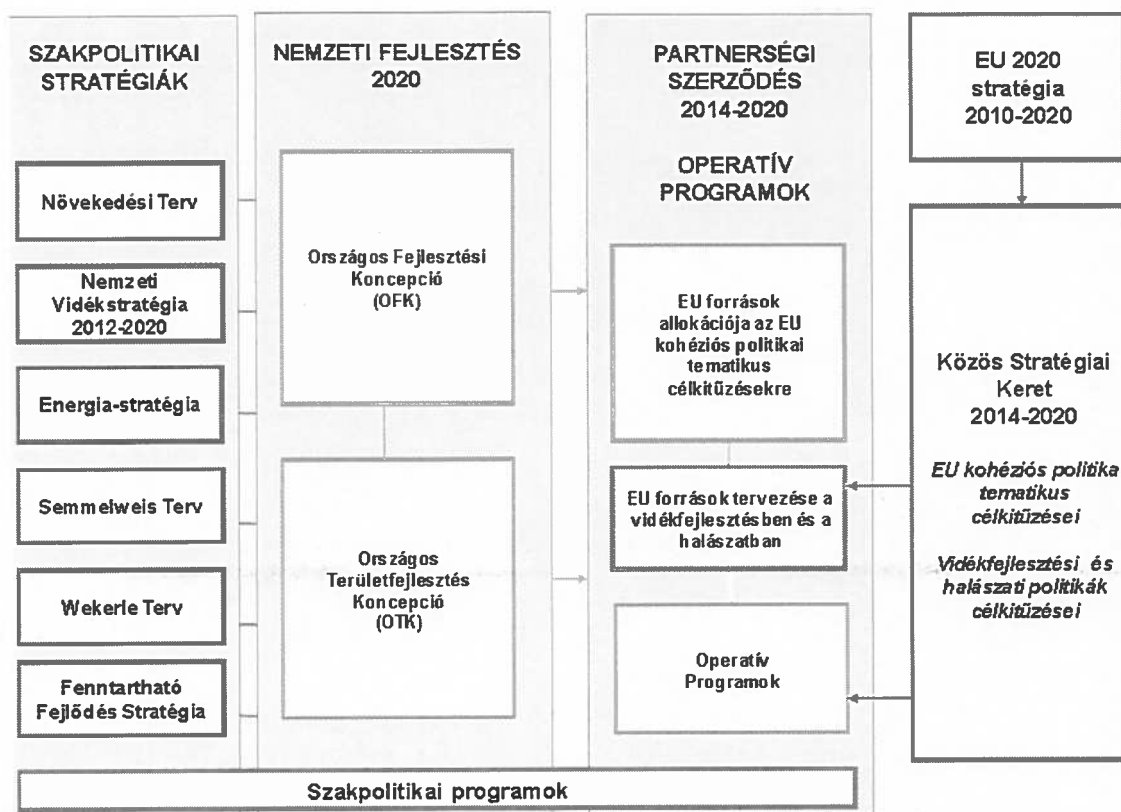 SZAKPOLITIKAI
STRATÉGIÁK
Növekedési Terv
Nemzeti
Vidékstratégia
2012-2020
Energia-stratégia
Semmelweis Terv
Wekerle Terv
Fenntartható
Fejlődés Stratégia
NEMZETI FEJLESZTÉS
2020
Országos Fejlesztési
Koncepció
(OFK)
Országos
Területfejlesztés
Koncepció
(OTK)
PARTNERSÉGI
SZERZŐDÉS
2014-2020
OPERATÍV
PROGRAMOK
EU források
allokációja az EU
kohéziós politikai
tematikus
célkitűzésekre
EU források tervezése a
vidékfejlesztésben és a
halászatban
Operatív
Programok
EU 2020
stratégia
2010-2020
Közös Stratégiai
Keret
2014-2020
EU kohéziós politika
tematikus
célkitűzései
Vidékfejlesztési és
halászati politikák
célkitűzései
Szakpolitikai programok